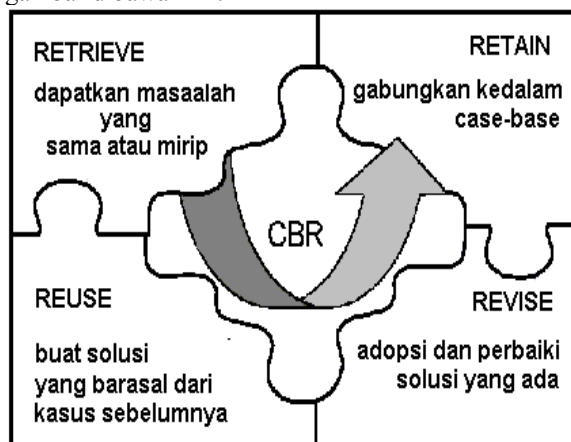 RETRIEVE
dapatkan masaalah
yang
sama atau mirip
RETAIN
gabungkan kedalam
case-base
CBR
REUSE
buat solusi
yang barasal dari
kasus sebelumnya
REVISE
adopsi dan perbaiki
solusi yang ada